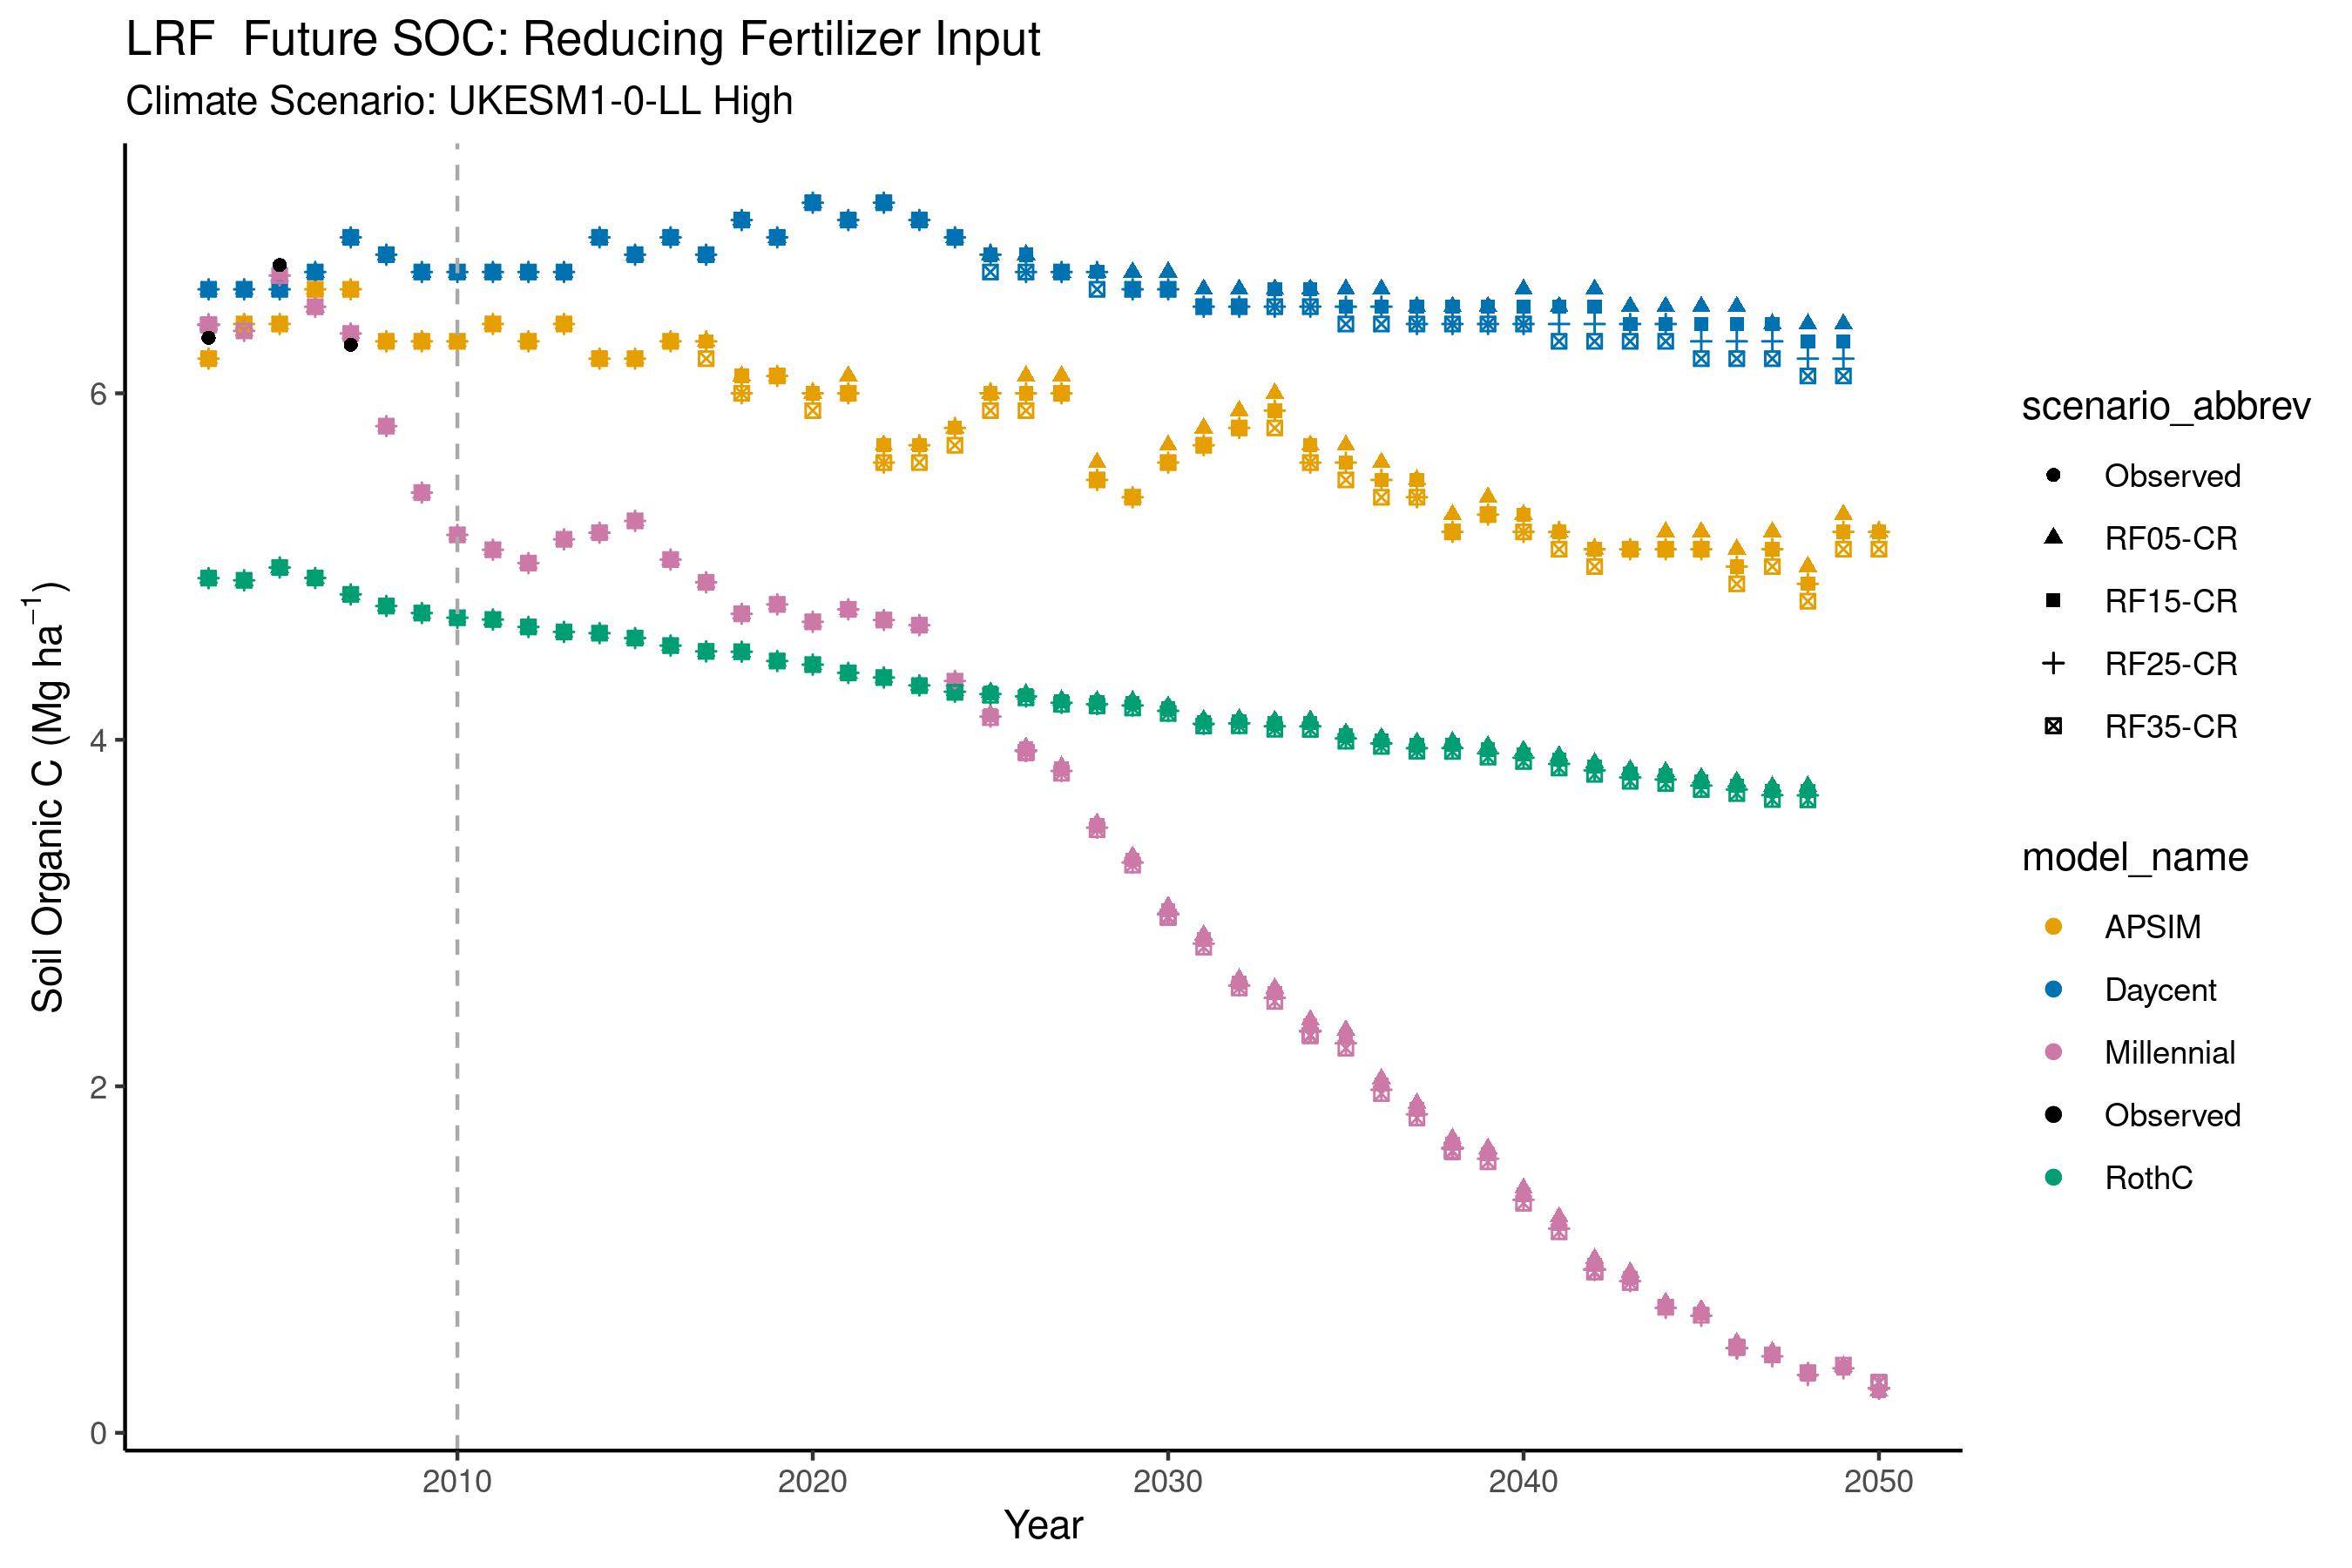 LRF  Future SOC: Reducing Fertilizer Input
Climate Scenario: UKESM1-0-LL High
Soil Organic C (Mg ha⁻¹)
6
4
2
0
2010
2020
2030
2040
2050
Year
scenario_abbrev
Observed
RF05-CR
RF15-CR
RF25-CR
RF35-CR
model_name
APSIM
Daycent
Millennial
Observed
RothC